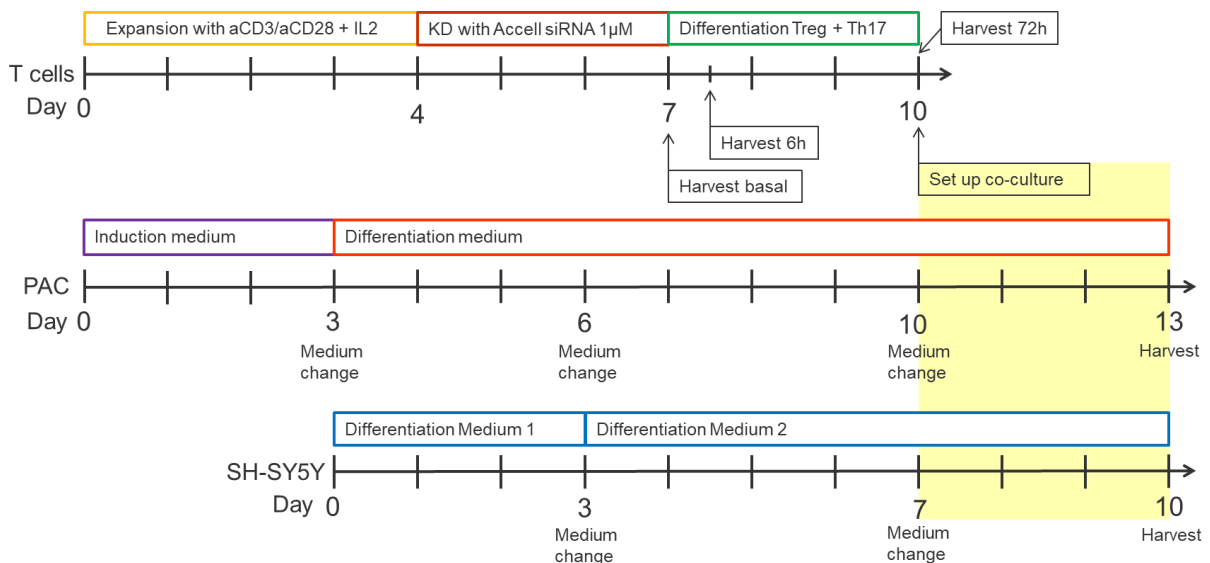 Expansion with aCD3/aCD28 + IL2
KD with Accell siRNA 1µM
Differentiation Treg + Th17
Harvest 72h
T cells
Day 0
4
7
10
Harvest 6h
Harvest basal
Set up co-culture
Induction medium
Differentiation medium
PAC
Day 0
3
6
10
13
Medium
change
Medium
change
Medium
change
Harvest
Differentiation Medium 1
Differentiation Medium 2
SH-SY5Y
Day 0
3
7
10
Medium
change
Medium
change
Harvest